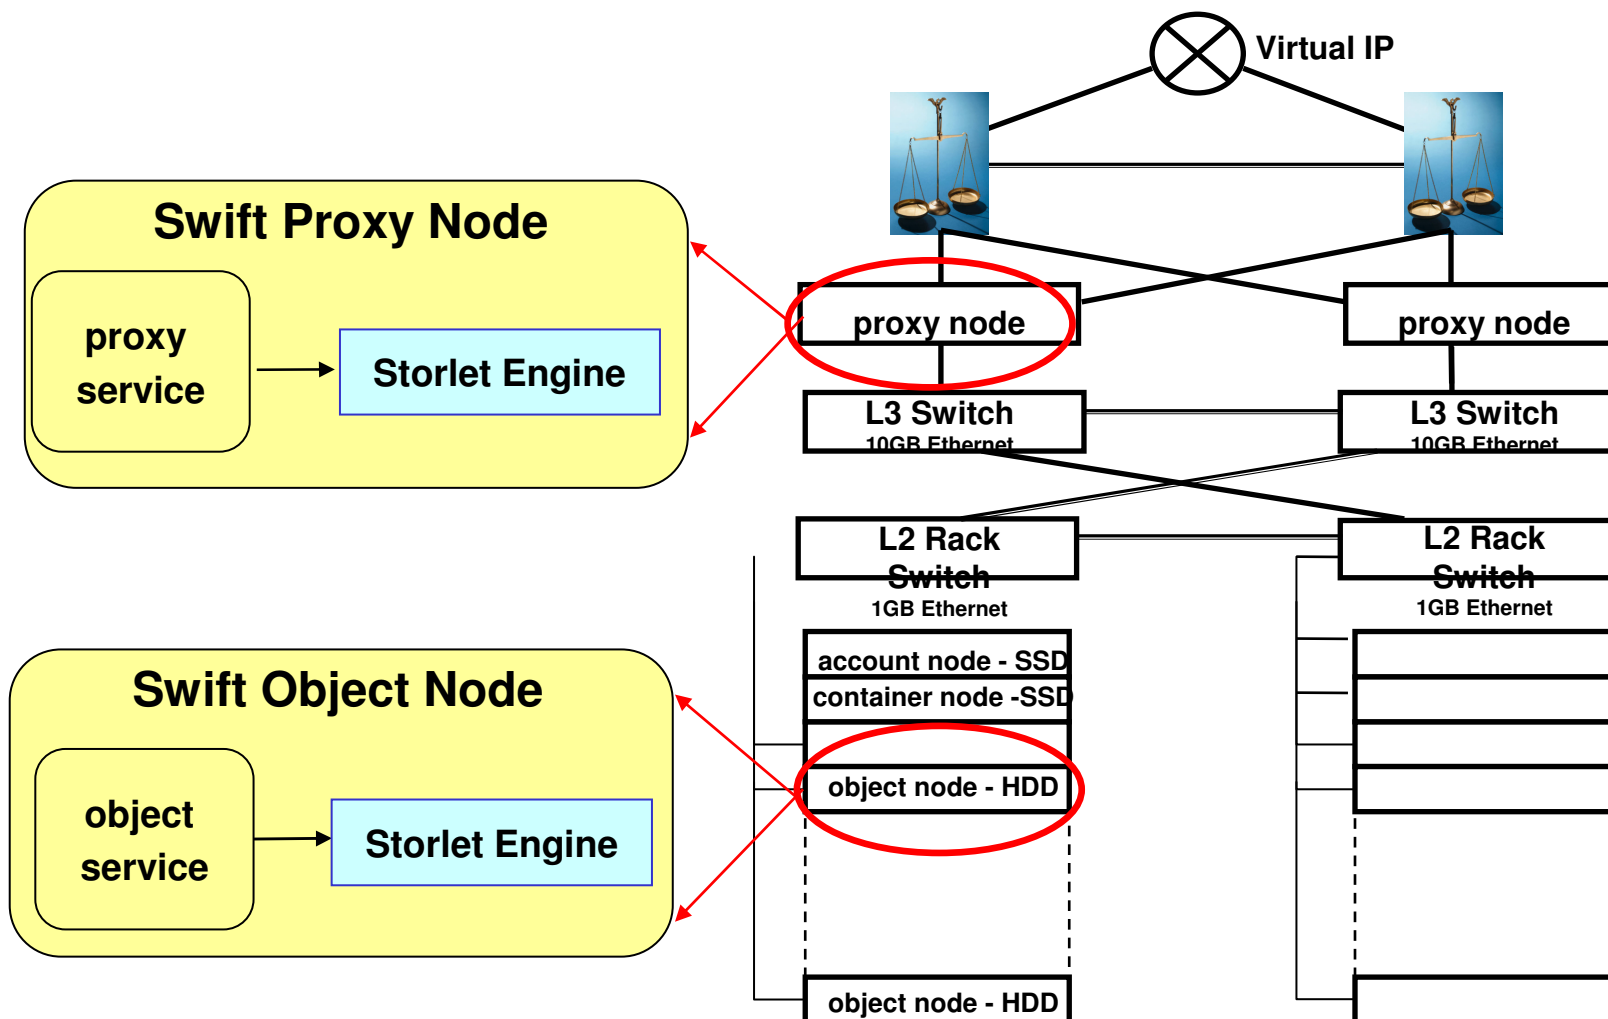 Virtual IP
Swift Proxy Node
proxy
service
Storlet Engine
proxy node
proxy node
L3 Switch
10GB Ethernet
L3 Switch
10GB Ethernet
L2 Rack
Switch
1GB Ethernet
L2 Rack
Switch
1GB Ethernet
account node - SSD
container node -SSD
object node - HDD
object node - HDD
Swift Object Node
object
service
Storlet Engine